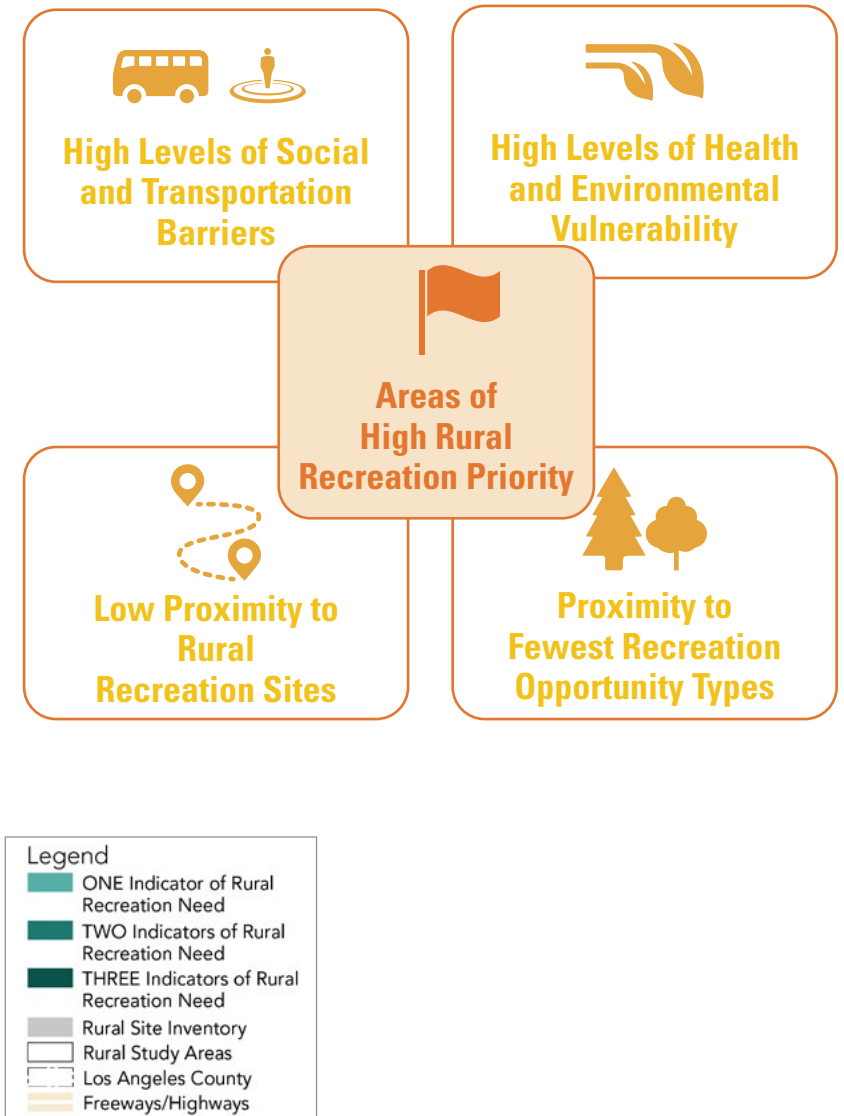 High Levels of Social
and Transportation
Barriers
High Levels of Health
and Environmental
Vulnerability
Areas of
High Rural
Recreation Priority
Low Proximity to
Rural
Recreation Sites
Proximity to
Fewest Recreation
Opportunity Types
Legend
ONE Indicator of Rural
Recreation Need
TWO Indicators of Rural
Recreation Need
THREE Indicators of Rural
Recreation Need
Rural Site Inventory
Rural Study Areas
Los Angeles County
Freeways/Highways